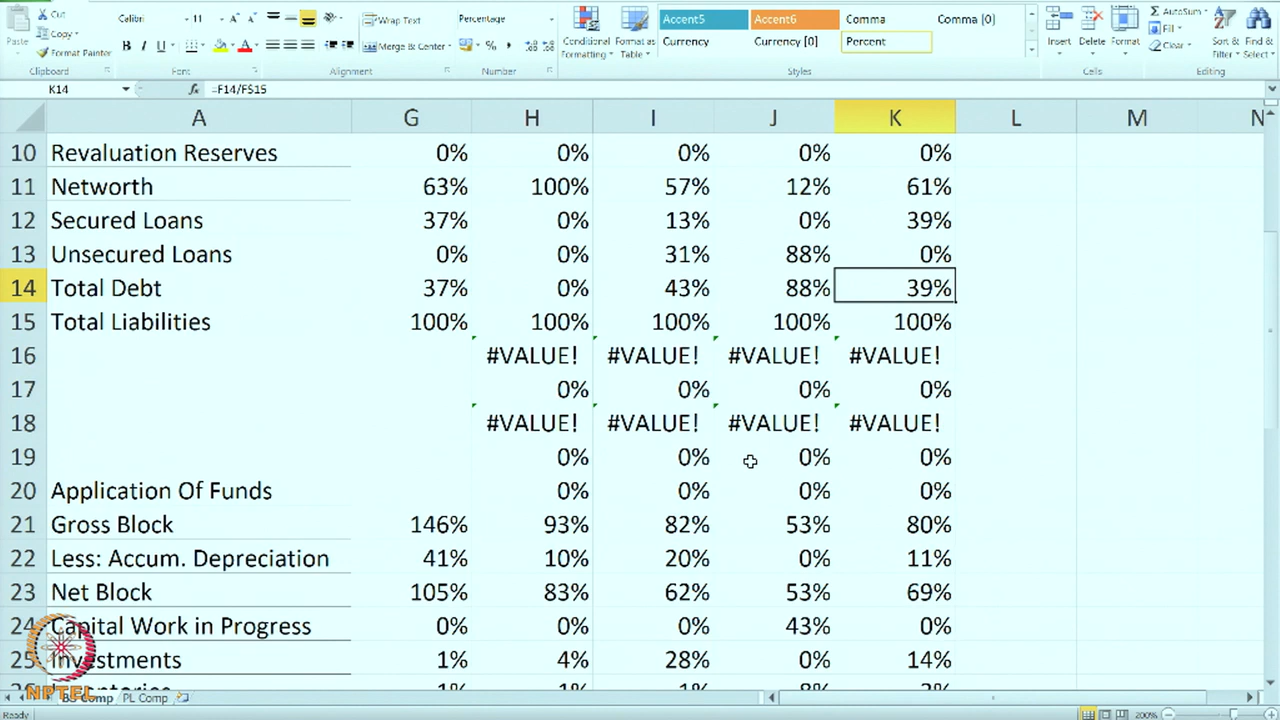 Cut Calibri 11 Wrap Text Percentage Accent5 Accent6 Comma Comma [0] AutoSum
Copy Fill
Paste Format Painter B I U Merge & Center % Conditional Formatting Format as Table Currency Currency [0] Percent Insert Delete Format Clear Sort & Filter Find & Select
Clipboard Font Alignment Number Styles Cells Editing
K14 fx =F14/F$15
A G H I J K L M N
10 Revaluation Reserves 0% 0% 0% 0% 0%
11 Networth 63% 100% 57% 12% 61%
12 Secured Loans 37% 0% 13% 0% 39%
13 Unsecured Loans 0% 0% 31% 88% 0%
14 Total Debt 37% 0% 43% 88% 39%
15 Total Liabilities 100% 100% 100% 100% 100%
16 #VALUE! #VALUE! #VALUE! #VALUE!
17 0% 0% 0% 0%
18 #VALUE! #VALUE! #VALUE! #VALUE!
19 0% 0% 0% 0%
20 Application Of Funds 0% 0% 0% 0%
21 Gross Block 146% 93% 82% 53% 80%
22 Less: Accum. Depreciation 41% 10% 20% 0% 11%
23 Net Block 105% 83% 62% 53% 69%
24 Capital Work in Progress 0% 0% 0% 43% 0%
25 Investments 1% 4% 28% 0% 14%
NPTEL Comp PL Comp
Ready 200%